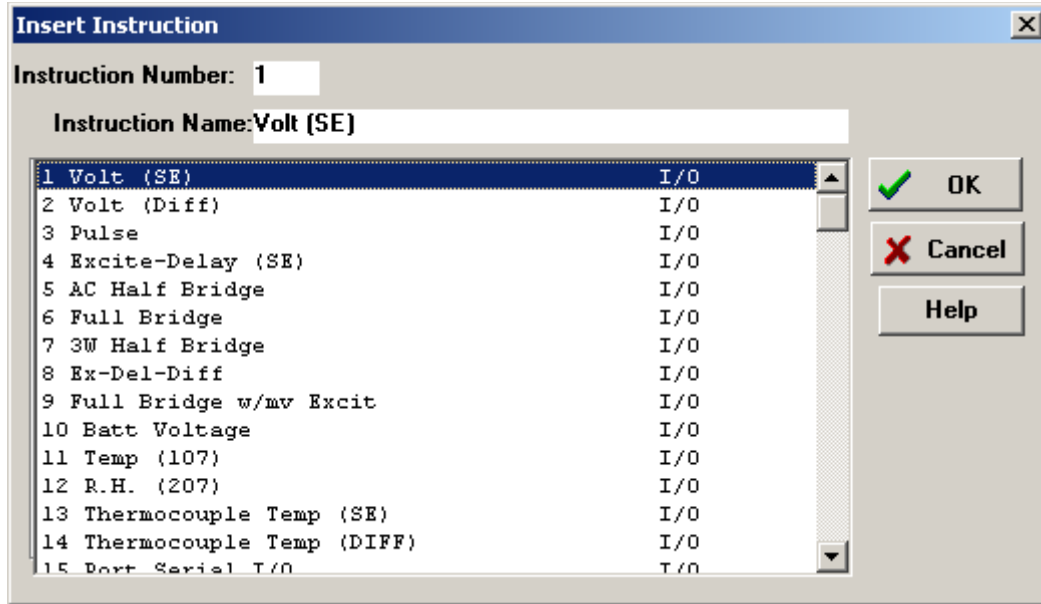 Insert Instruction
Instruction Number: 1
Instruction Name: Volt (SE)
1 Volt (SE) I/O
2 Volt (Diff) I/O
3 Pulse I/O
4 Excite-Delay (SE) I/O
5 AC Half Bridge I/O
6 Full Bridge I/O
7 3W Half Bridge I/O
8 Ex-Del-Diff I/O
9 Full Bridge w/mv Excit I/O
10 Batt Voltage I/O
11 Temp (107) I/O
12 R.H. (207) I/O
13 Thermocouple Temp (SE) I/O
14 Thermocouple Temp (DIFF) I/O
15 Port Serial I/O I/O
OK
Cancel
Help